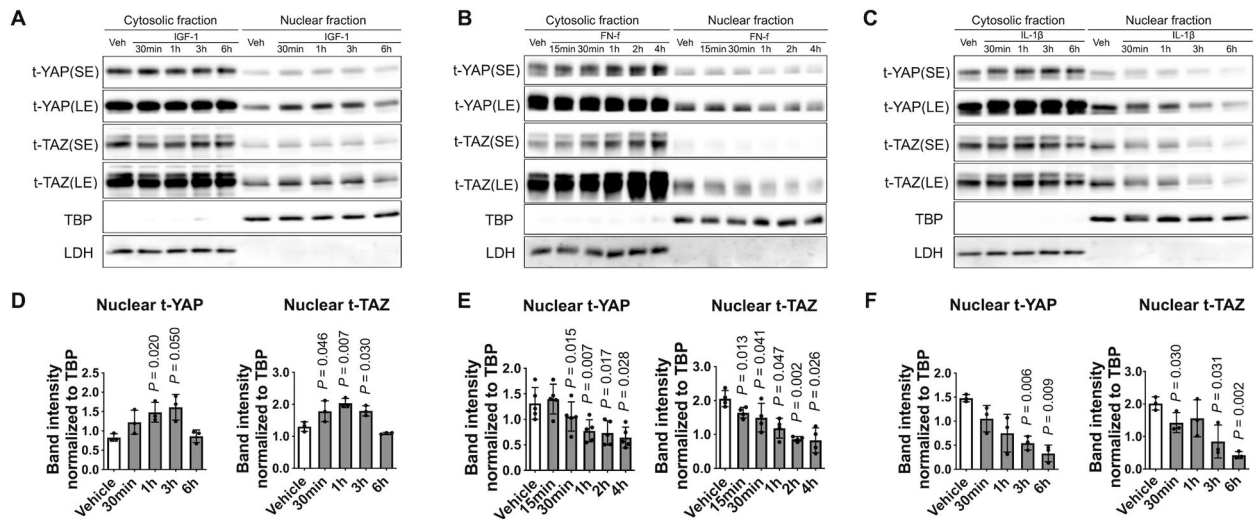 A
Cytosolic fraction
Nuclear fraction
IGF-1
IGF-1
Veh 30min 1h 3h 6h Veh 30min 1h 3h 6h
t-YAP(SE)
t-YAP(LE)
t-TAZ(SE)
t-TAZ(LE)
TBP
LDH
B
Cytosolic fraction
Nuclear fraction
FN-f
FN-f
Veh 15min 30min 1h 2h 4h Veh 15min 30min 1h 2h 4h
t-YAP(SE)
t-YAP(LE)
t-TAZ(SE)
t-TAZ(LE)
TBP
LDH
C
Cytosolic fraction
Nuclear fraction
IL-1β
IL-1β
Veh 30min 1h 3h 6h Veh 30min 1h 3h 6h
t-YAP(SE)
t-YAP(LE)
t-TAZ(SE)
t-TAZ(LE)
TBP
LDH
D
Nuclear t-YAP
Band intensity
normalized to TBP
2.5
2.0
1.5
1.0
0.5
0.0
P = 0.020
P = 0.050
Vehicle
30min
1h
3h
6h
Nuclear t-TAZ
Band intensity
normalized to TBP
3.0
2.0
1.0
0.0
P = 0.046
P = 0.007
P = 0.030
Vehicle
30min
1h
3h
6h
E
Nuclear t-YAP
Band intensity
normalized to TBP
2.0
1.5
1.0
0.5
0.0
P = 0.015
P = 0.007
P = 0.017
P = 0.028
Vehicle
15min
30min
1h
2h
4h
Nuclear t-TAZ
Band intensity
normalized to TBP
3.0
2.0
1.0
0.0
P = 0.013
P = 0.041
P = 0.047
P = 0.002
P = 0.026
Vehicle
15min
30min
1h
2h
4h
F
Nuclear t-YAP
Band intensity
normalized to TBP
2.0
1.5
1.0
0.5
0.0
P = 0.006
P = 0.009
Vehicle
30min
1h
3h
6h
Nuclear t-TAZ
Band intensity
normalized to TBP
3.0
2.0
1.0
0.0
P = 0.030
P = 0.031
P = 0.002
Vehicle
30min
1h
3h
6h